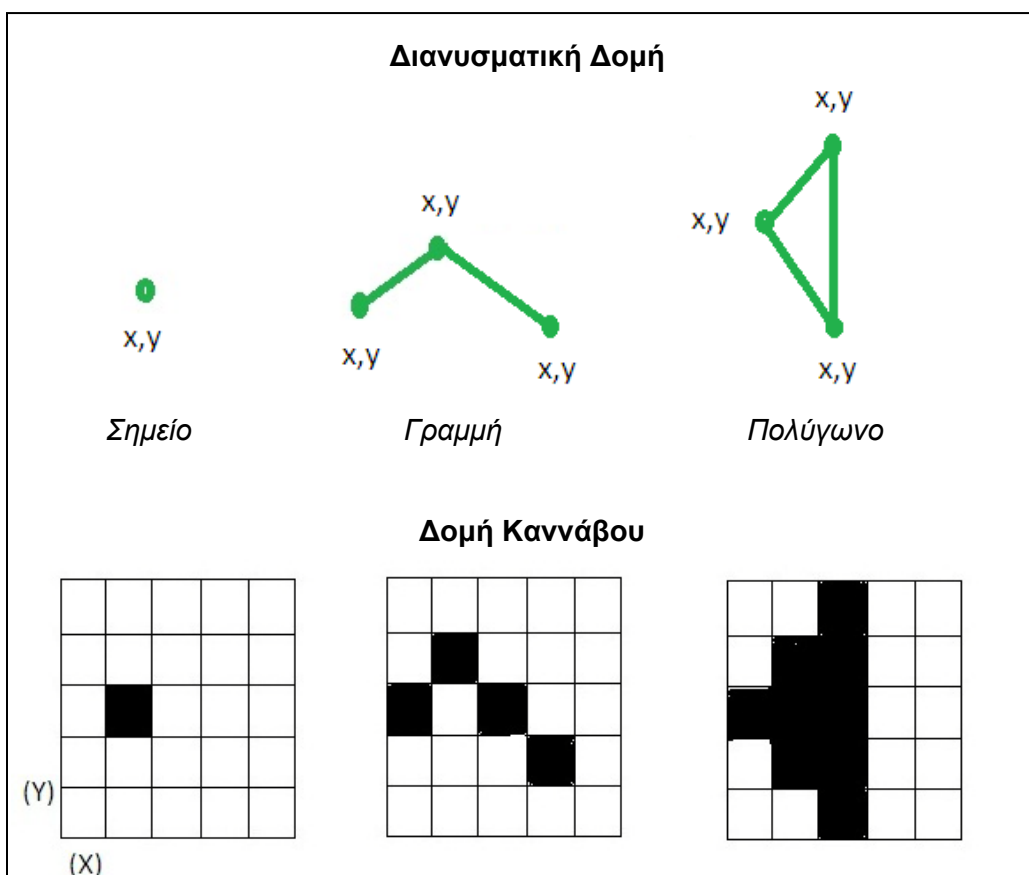 Διανυσματική Δομή
x,y
x,y
x,y
x,y
x,y
x,y
x,y
Σημείο Γραμμή Πολύγωνο
Δομή Καννάβου
(Y)
(X)